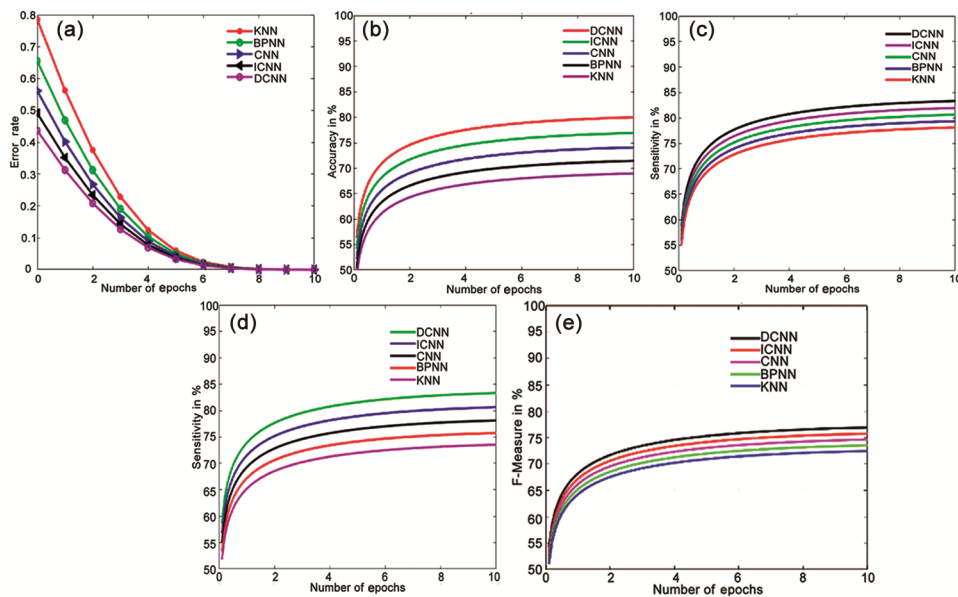 (a)
KNN
BPNN
CNN
ICNN
DCNN
0.8
0.7
0.6
0.5
0.4
0.3
0.2
0.1
0
Error rate
0 2 4 6 8 10
Number of epochs
(b)
DCNN
ICNN
CNN
BPNN
KNN
100
95
90
85
80
75
70
65
60
55
50
Accuracy in %
0 2 4 6 8 10
Number of epochs
(c)
DCNN
ICNN
CNN
BPNN
KNN
100
95
90
85
80
75
70
65
60
55
50
Sensitivity in %
0 2 4 6 8 10
Number of epochs
(d)
DCNN
ICNN
CNN
BPNN
KNN
100
95
90
85
80
75
70
65
60
55
50
Sensitivity in %
0 2 4 6 8 10
Number of epochs
(e)
DCNN
ICNN
CNN
BPNN
KNN
100
95
90
85
80
75
70
65
60
55
50
F-Measure in %
0 2 4 6 8 10
Number of epochs